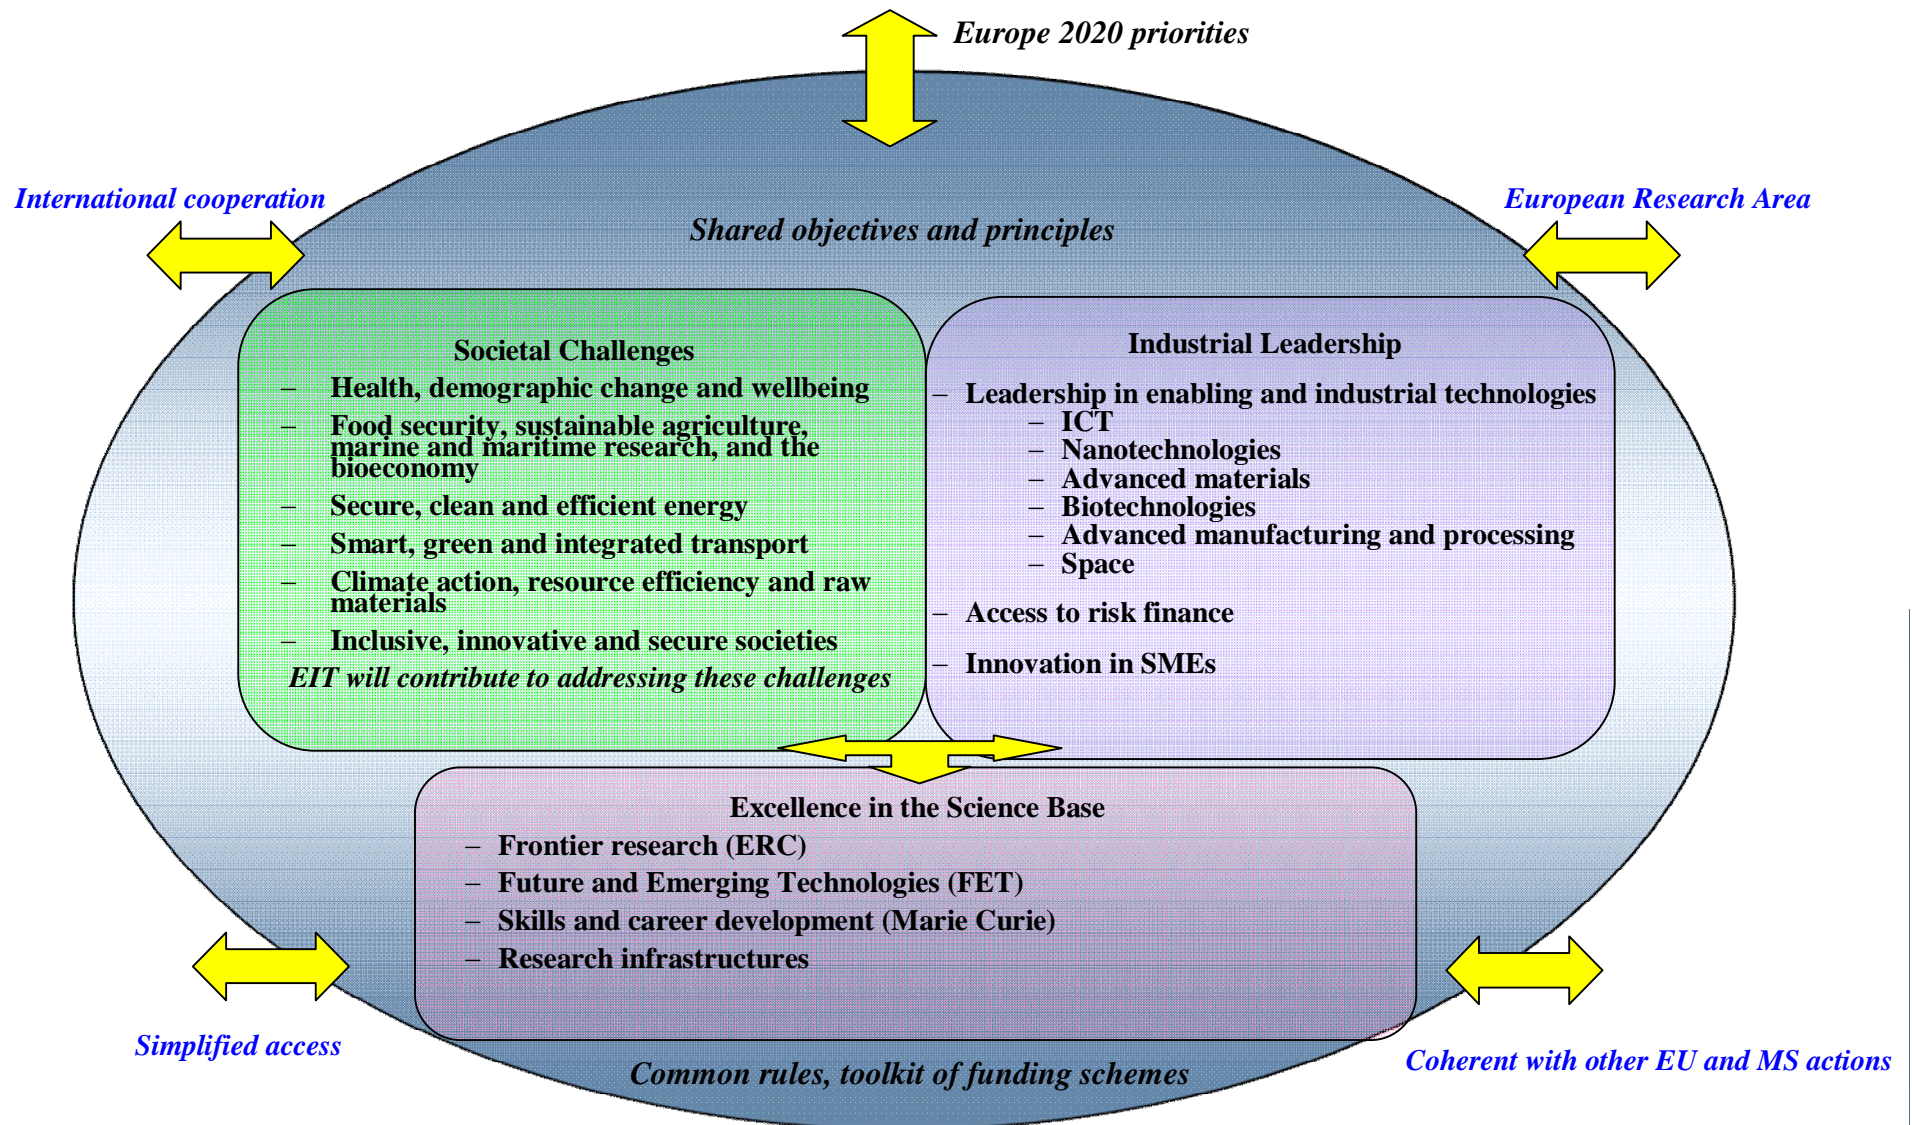 Europe 2020 priorities
International cooperation
European Research Area
Shared objectives and principles
Societal Challenges
– Health, demographic change and wellbeing
– Food security, sustainable agriculture,
marine and maritime research, and the
bioeconomy
– Secure, clean and efficient energy
– Smart, green and integrated transport
– Climate action, resource efficiency and raw
materials
– Inclusive, innovative and secure societies
EIT will contribute to addressing these challenges
Industrial Leadership
– Leadership in enabling and industrial technologies
– ICT
– Nanotechnologies
– Advanced materials
– Biotechnologies
– Advanced manufacturing and processing
– Space
– Access to risk finance
– Innovation in SMEs
Excellence in the Science Base
– Frontier research (ERC)
– Future and Emerging Technologies (FET)
– Skills and career development (Marie Curie)
– Research infrastructures
Simplified access
Coherent with other EU and MS actions
Common rules, toolkit of funding schemes